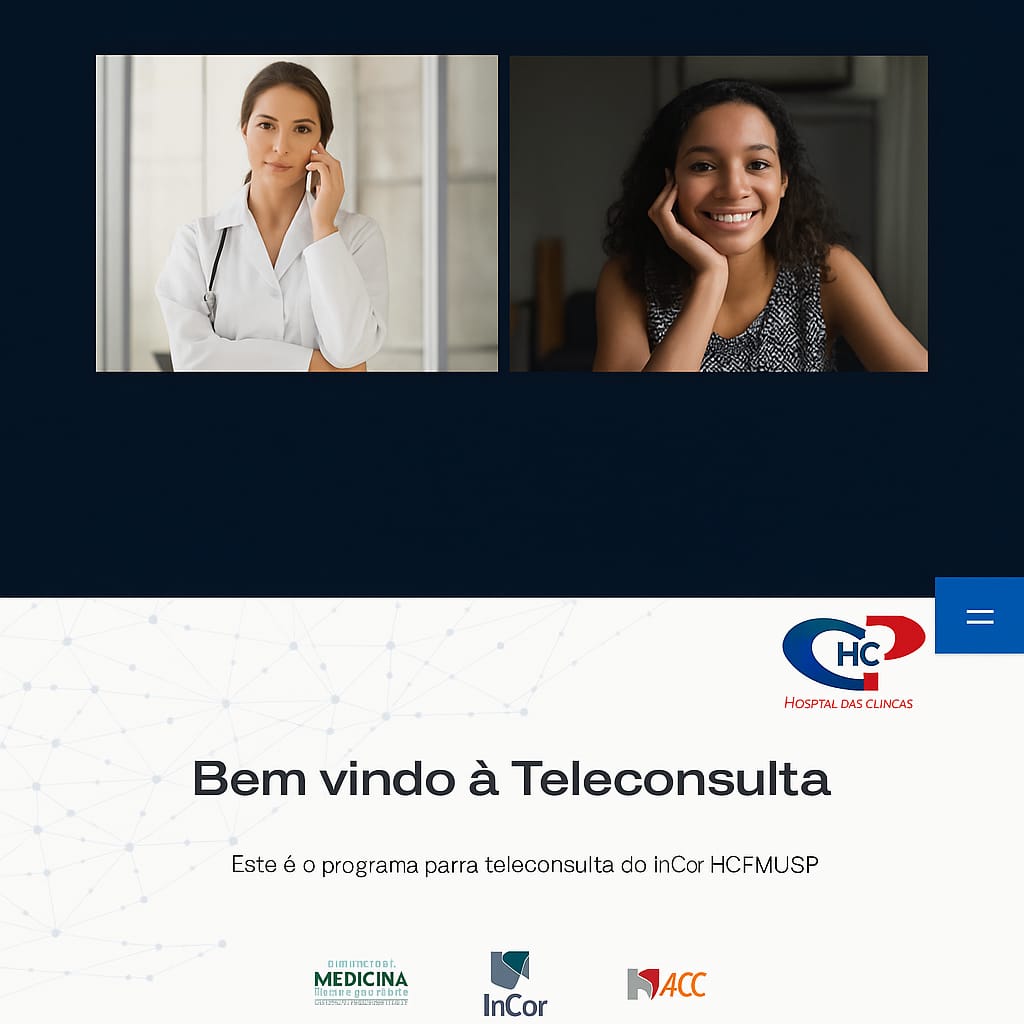 HC
HOSPTAL DAS CLINCAS
Bem vindo à Teleconsulta
Este é o programa parra teleconsulta do inCor HCFMUSP
MEDICINA
InCor
ACC